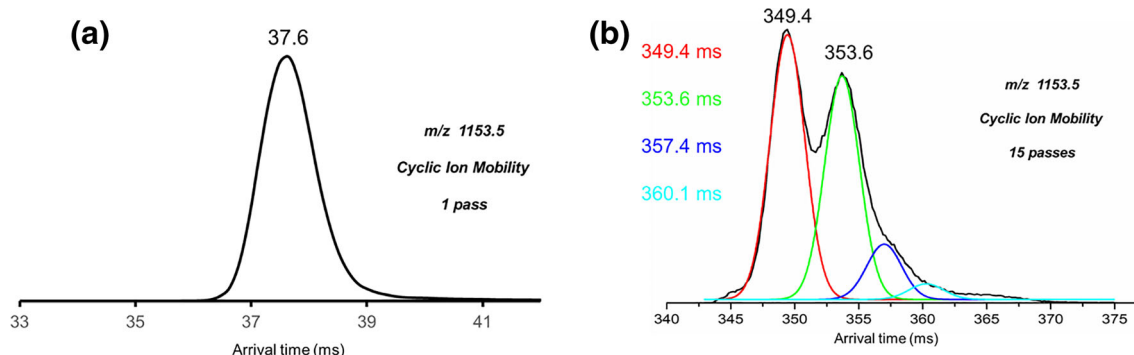 (a)
37.6
m/z 1153.5
Cyclic Ion Mobility
1 pass
33 35 37 39 41
Arrival time (ms)
(b)
349.4
353.6
349.4 ms
353.6 ms
357.4 ms
360.1 ms
m/z 1153.5
Cyclic Ion Mobility
15 passes
340 345 350 355 360 365 370 375
Arrival time (ms)